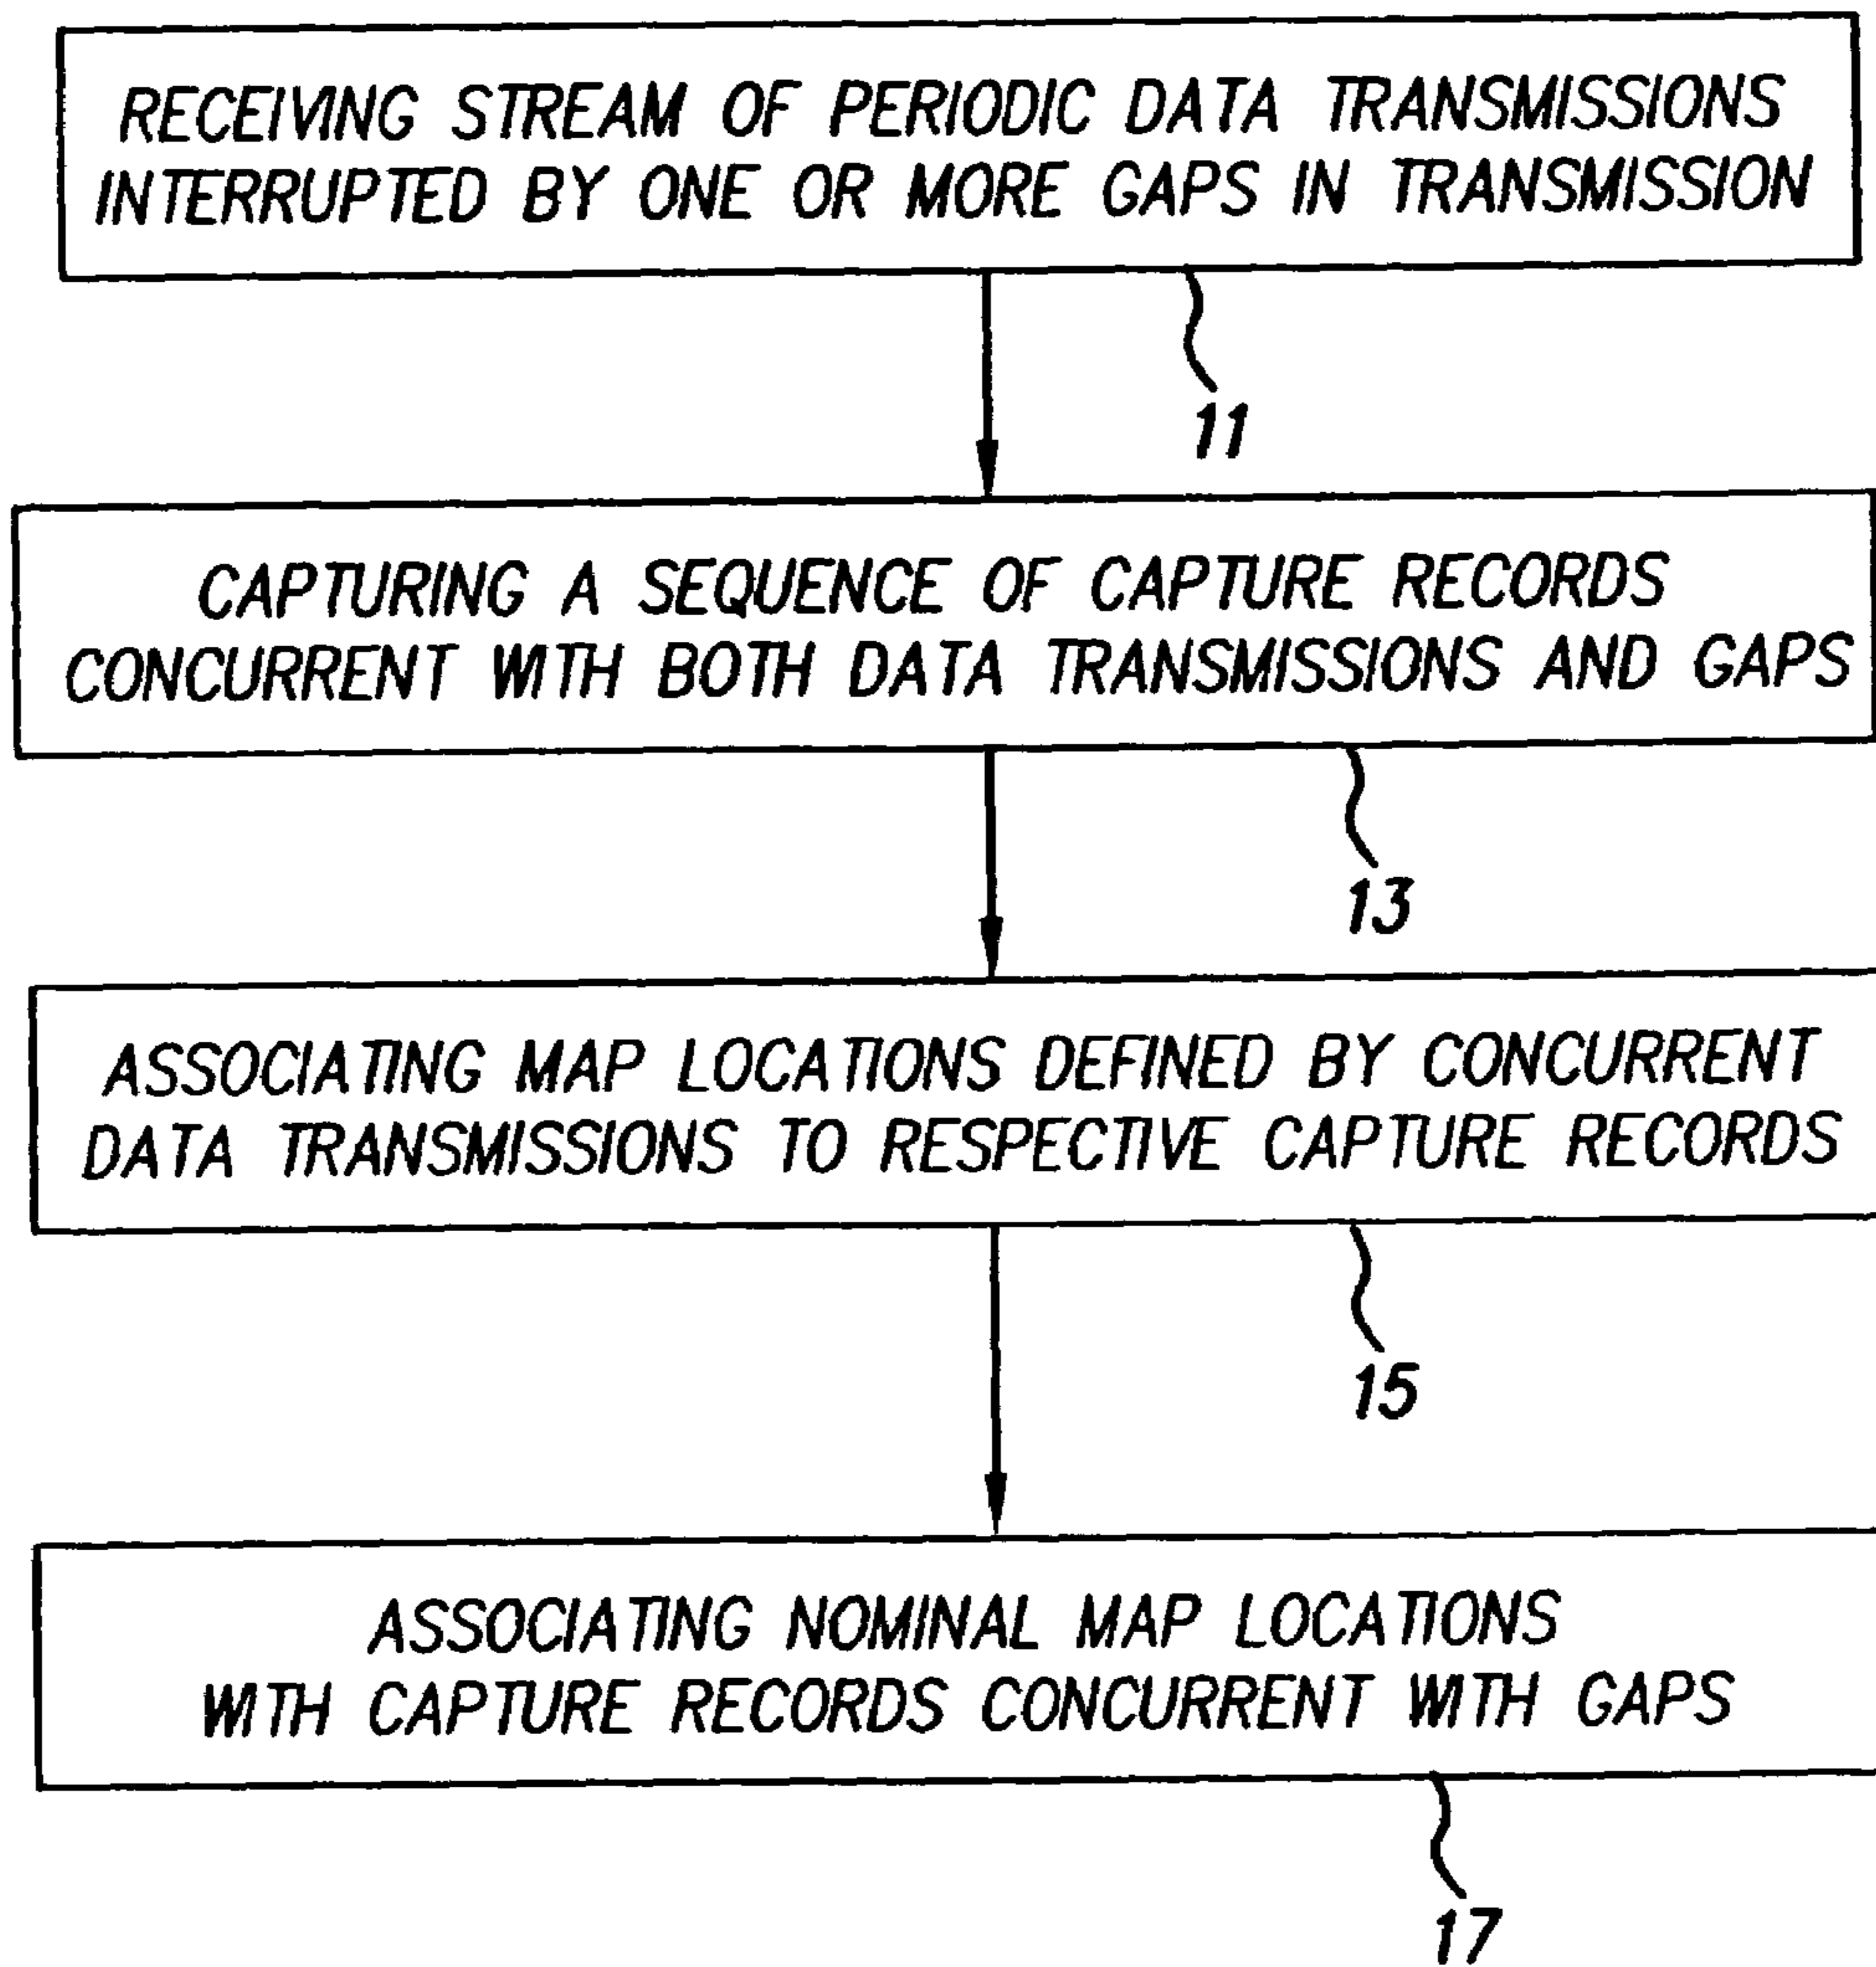 RECEIVING STREAM OF PERIODIC DATA TRANSMISSIONS
INTERRUPTED BY ONE OR MORE GAPS IN TRANSMISSION
11
CAPTURING A SEQUENCE OF CAPTURE RECORDS
CONCURRENT WITH BOTH DATA TRANSMISSIONS AND GAPS
13
ASSOCIATING MAP LOCATIONS DEFINED BY CONCURRENT
DATA TRANSMISSIONS TO RESPECTIVE CAPTURE RECORDS
15
ASSOCIATING NOMINAL MAP LOCATIONS
WITH CAPTURE RECORDS CONCURRENT WITH GAPS
17